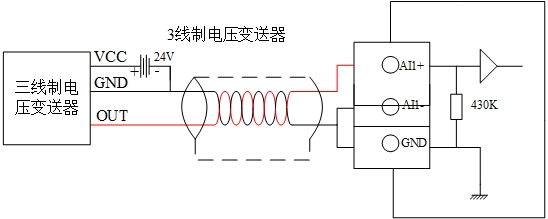 3线制电压变送器
VCC
24V
+
-
三线制电
压变送器
GND
OUT
AI1+
AI1-
430K
GND